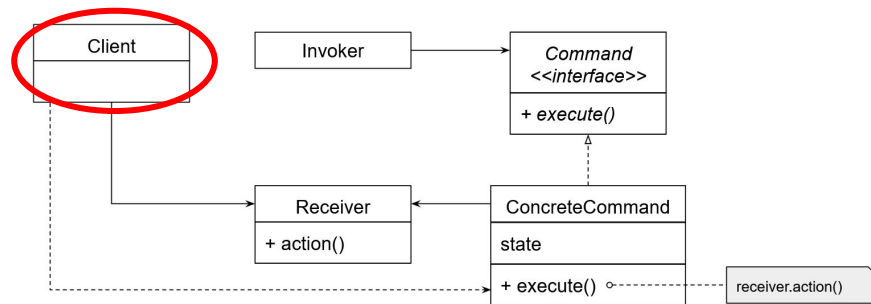 Client
Invoker
Command
<<interface>>
+ execute()
Receiver
+ action()
ConcreteCommand
state
+ execute()
receiver.action()